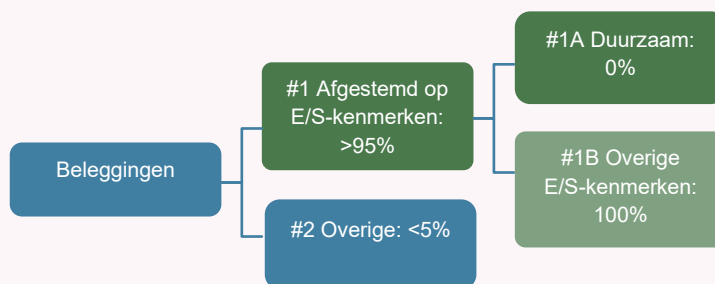 Beleggingen
#1 Afgestemd op
E/S-kenmerken:
>95%
#2 Overige: <5%
#1A Duurzaam:
0%
#1B Overige
E/S-kenmerken:
100%